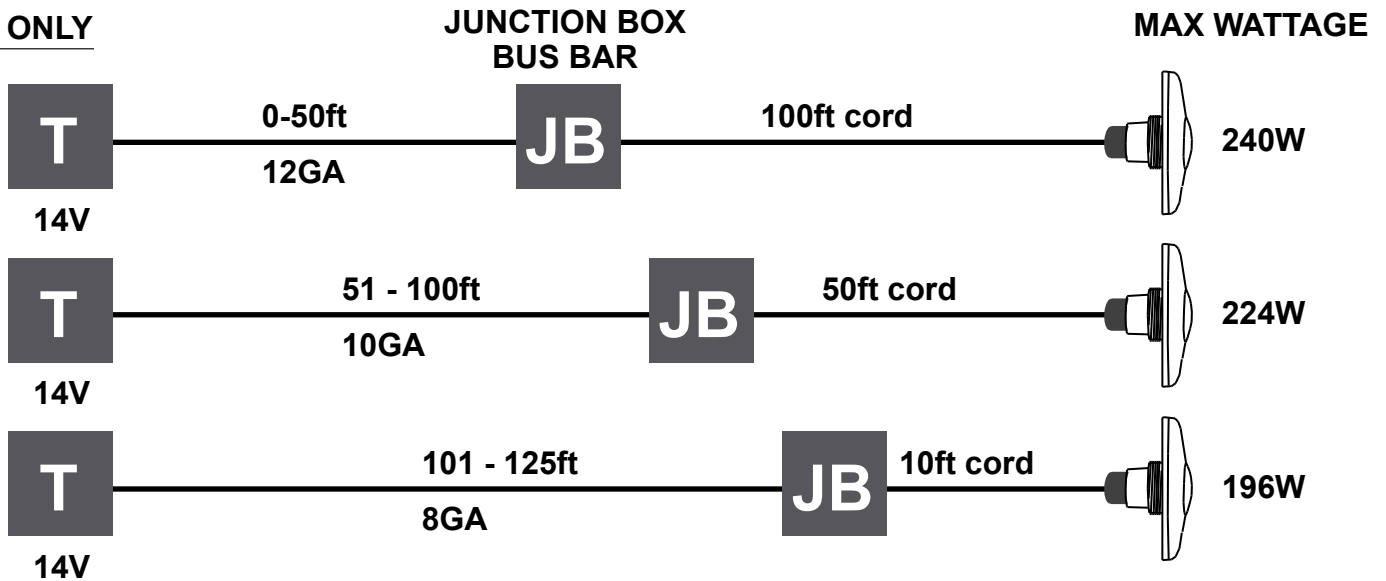 ONLY
JUNCTION BOX
BUS BAR
MAX WATTAGE
T
0-50ft
12GA
JB
100ft cord
240W
14V
T
51 - 100ft
10GA
JB
50ft cord
224W
14V
T
101 - 125ft
8GA
JB
10ft cord
196W
14V